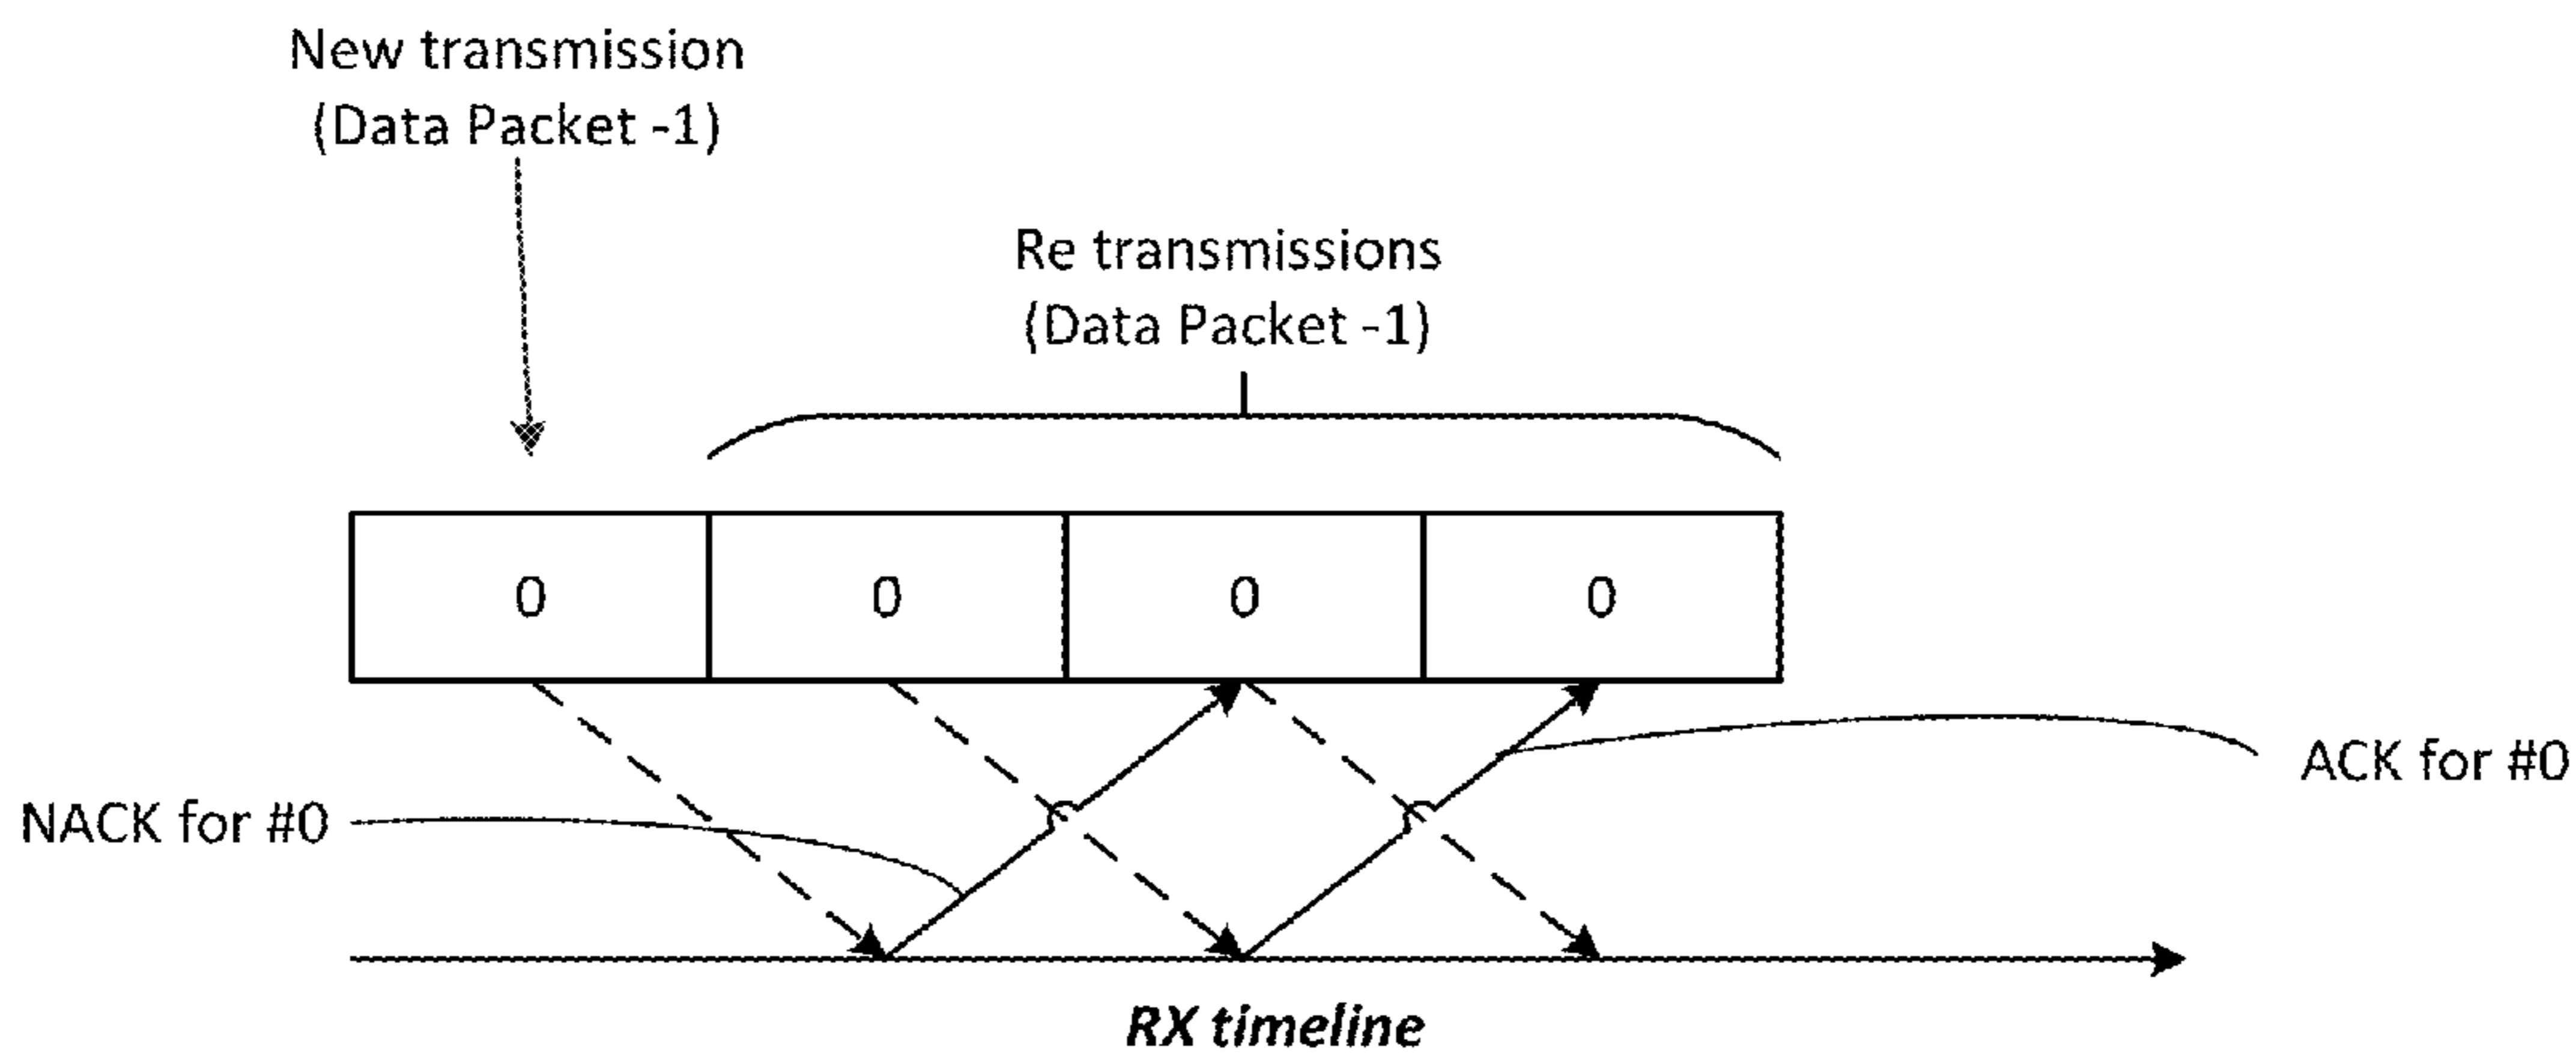 New transmission
(Data Packet -1)
Re transmissions
(Data Packet -1)
0 0 0 0
ACK for #0
NACK for #0
RX timeline